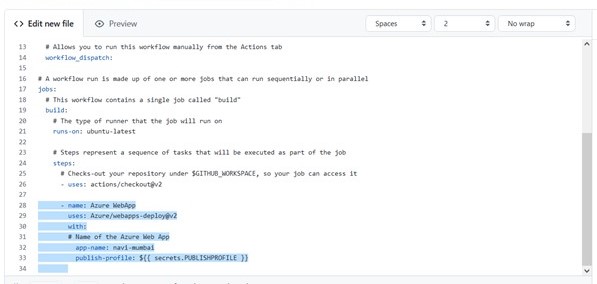 <> Edit new file
Preview
Spaces
2
No wrap
13 # Allows you to run this workflow manually from the Actions tab
14 workflow_dispatch:
15
16 # A workflow run is made up of one or more jobs that can run sequentially or in parallel
17 jobs:
18 # This workflow contains a single job called "build"
19 build:
20 # The type of runner that the job will run on
21 runs-on: ubuntu-latest
22
23 # Steps represent a sequence of tasks that will be executed as part of the job
24 steps:
25 # Checks-out your repository under $GITHUB_WORKSPACE, so your job can access it
26 - uses: actions/checkout@v2
27
28 - name: Azure WebApp
29 uses: Azure/webapps-deploy@v2
30 with:
31 # Name of the Azure Web App
32 app-name: navi-mumbai
33 publish-profile: ${{ secrets.PUBLISHPROFILE }}
34